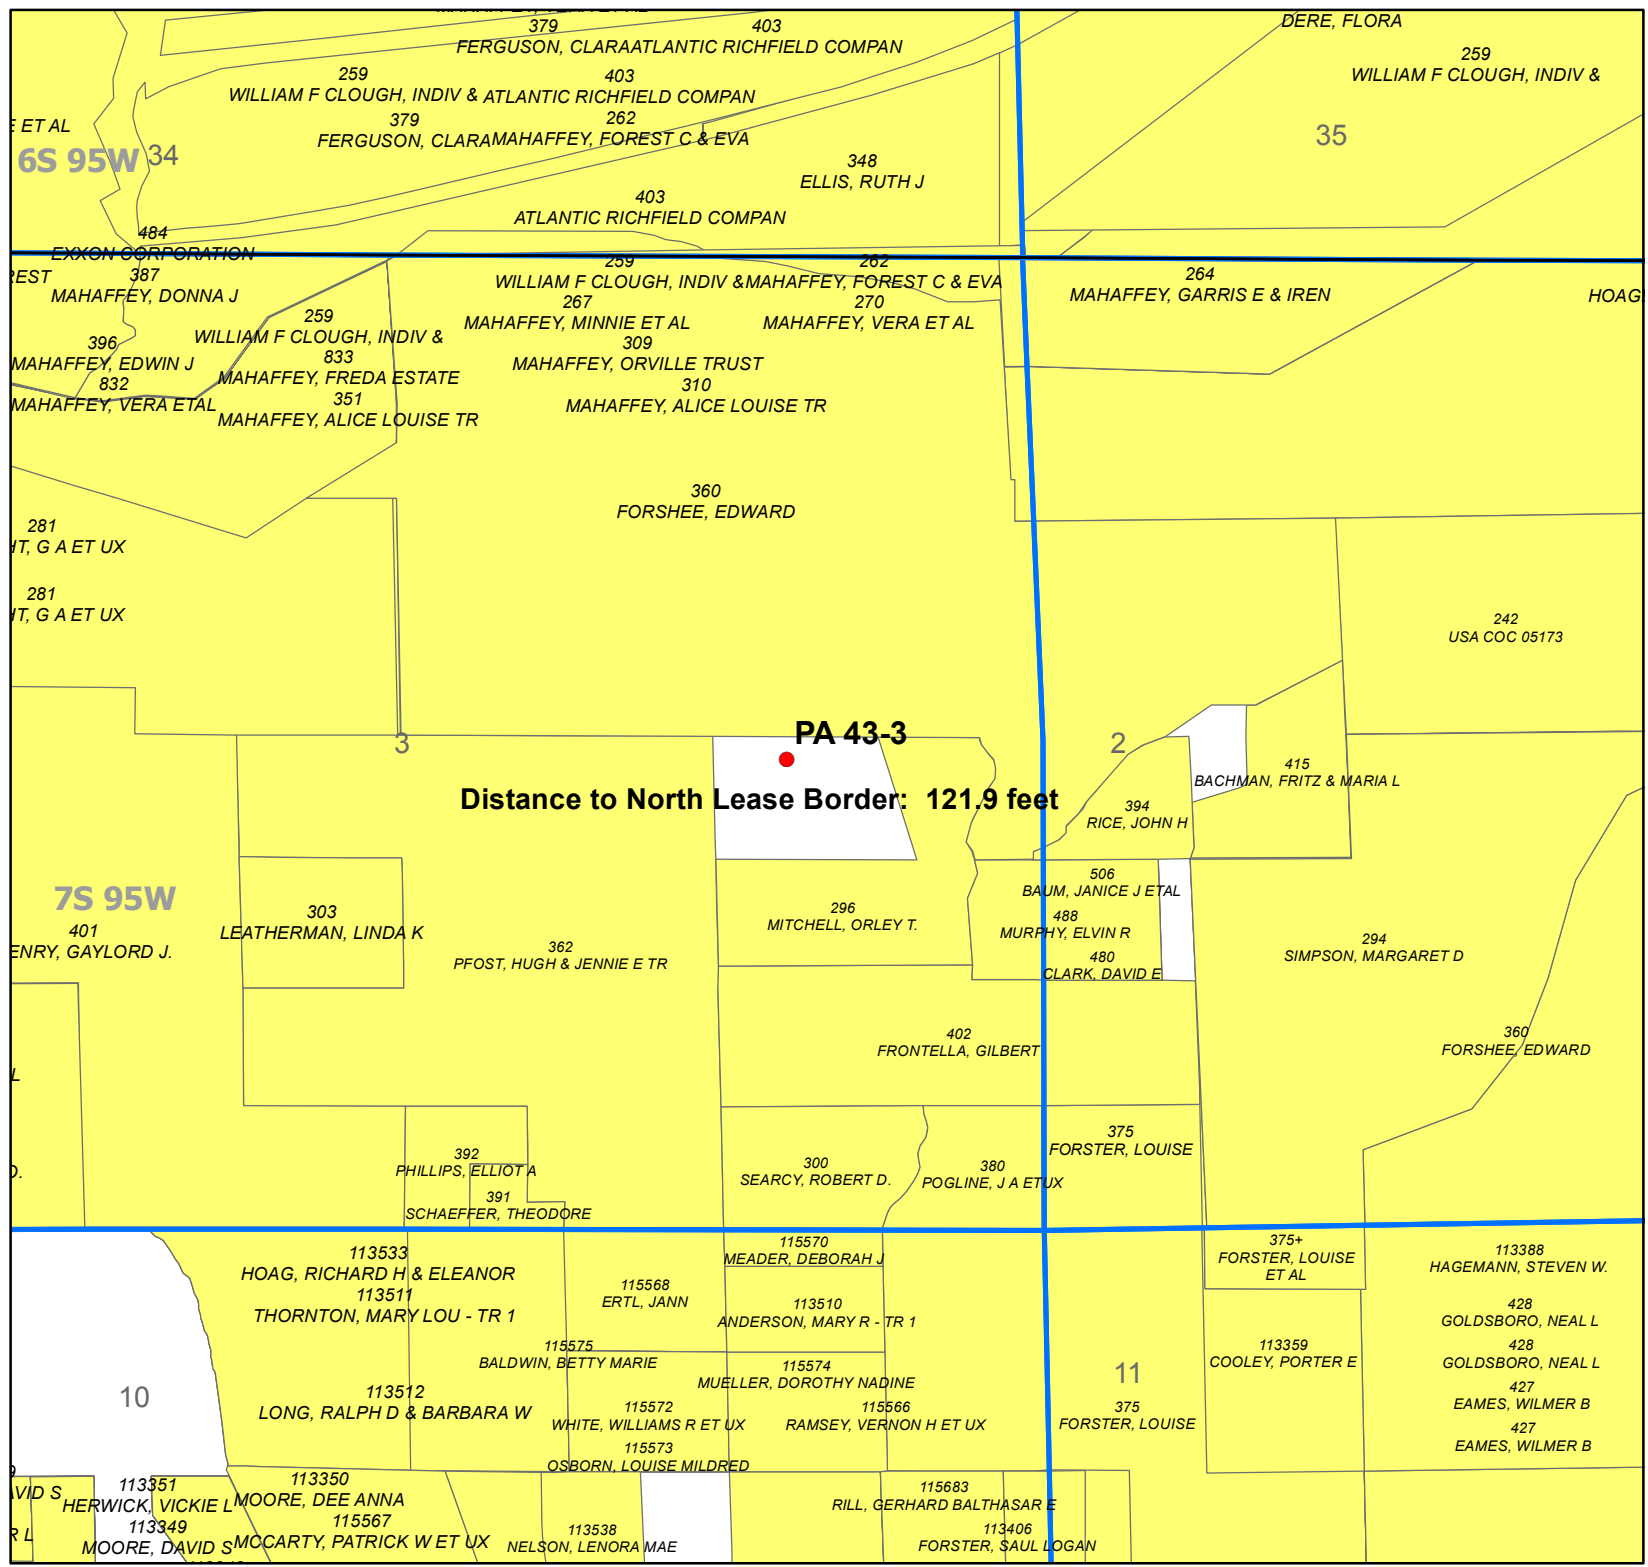 379
403
DERE, FLORA
FERGUSON, CLARAATLANTIC RICHFIELD COMPAN
259
WILLIAM F CLOUGH, INDIV &
259
403
WILLIAM F CLOUGH, INDIV & ATLANTIC RICHFIELD COMPAN
379
262
FERGUSON, CLARAMAHAFFEY, FOREST C & EVA
E ET AL
35
6S 95W
34
348
ELLIS, RUTH J
403
ATLANTIC RICHFIELD COMPAN
484
EXXON CORPORATION
REST
387
MAHAFFEY, DONNA J
259
262
WILLIAM F CLOUGH, INDIV &MAHAFFEY, FOREST C & EVA
264
MAHAFFEY, GARRIS E & IREN
HOAG
267
270
MAHAFFEY, MINNIE ET AL
MAHAFFEY, VERA ET AL
259
WILLIAM F CLOUGH, INDIV &
396
MAHAFFEY, EDWIN J
309
MAHAFFEY, ORVILLE TRUST
833
MAHAFFEY, FREDA ESTATE
832
MAHAFFEY, VERA ETAL
310
MAHAFFEY, ALICE LOUISE TR
351
MAHAFFEY, ALICE LOUISE TR
360
FORSHEE, EDWARD
281
HT, G A ET UX
281
HT, G A ET UX
242
USA COC 05173
PA 43-3
3
2
415
BACHMAN, FRITZ & MARIA L
Distance to North Lease Border: 121.9 feet
394
RICE, JOHN H
506
BAUM, JANICE J ETAL
7S 95W
303
LEATHERMAN, LINDA K
296
MITCHELL, ORLEY T.
488
MURPHY, ELVIN R
401
ENRY, GAYLORD J.
362
PFOST, HUGH & JENNIE E TR
480
CLARK, DAVID E
294
SIMPSON, MARGARET D
402
FRONTELLA, GILBERT
360
FORSHEE, EDWARD
L
375
FORSTER, LOUISE
392
PHILLIPS, ELLIOT A
300
SEARCY, ROBERT D.
380
POGLINE, J A ETUX
D.
391
SCHAEFFER, THEODORE
113533
HOAG, RICHARD H & ELEANOR
115570
MEADER, DEBORAH J
375+
FORSTER, LOUISE
ET AL
113388
HAGEMANN, STEVEN W.
113511
THORNTON, MARY LOU - TR 1
115568
ERTL, JANN
113510
ANDERSON, MARY R - TR 1
428
GOLDSBORO, NEAL L
115575
BALDWIN, BETTY MARIE
113359
COOLEY, PORTER E
428
GOLDSBORO, NEAL L
115574
MUELLER, DOROTHY NADINE
10
11
113512
LONG, RALPH D & BARBARA W
427
EAMES, WILMER B
115572
WHITE, WILLIAMS R ET UX
115566
RAMSEY, VERNON H ET UX
375
FORSTER, LOUISE
427
EAMES, WILMER B
115573
OSBORN, LOUISE MILDRED
AVID S
113351
HERWICK, VICKIE L
113350
MOORE, DEE ANNA
115683
RILL, GERHARD BALTHASAR E
R L
113349
MOORE, DAVID S
115567
MCCARTY, PATRICK W ET UX
113538
NELSON, LENORA MAE
113406
FORSTER, SAUL LOGAN